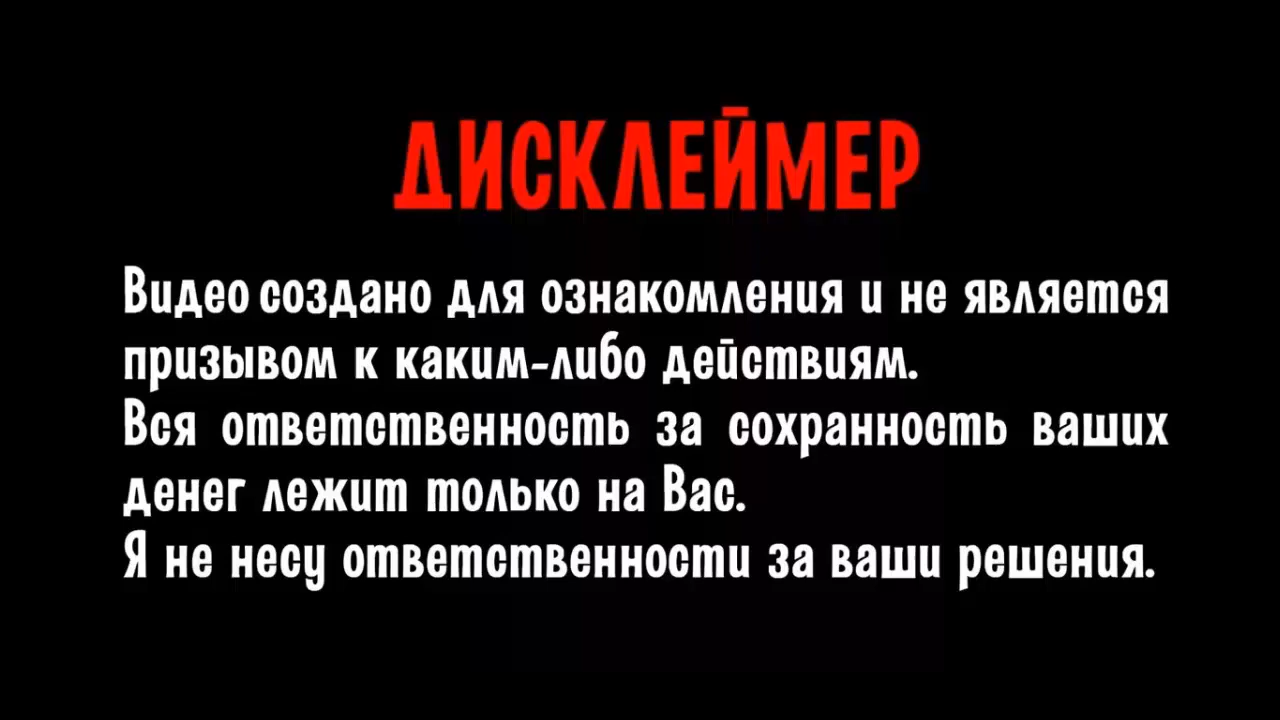 ДИСКЛЕЙМЕР
Видео создано для ознакомления и не является
призывом к каким-либо действиям.
Вся ответственность за сохранность ваших
денег лежит только на Вас.
Я не несу ответственности за ваши решения.